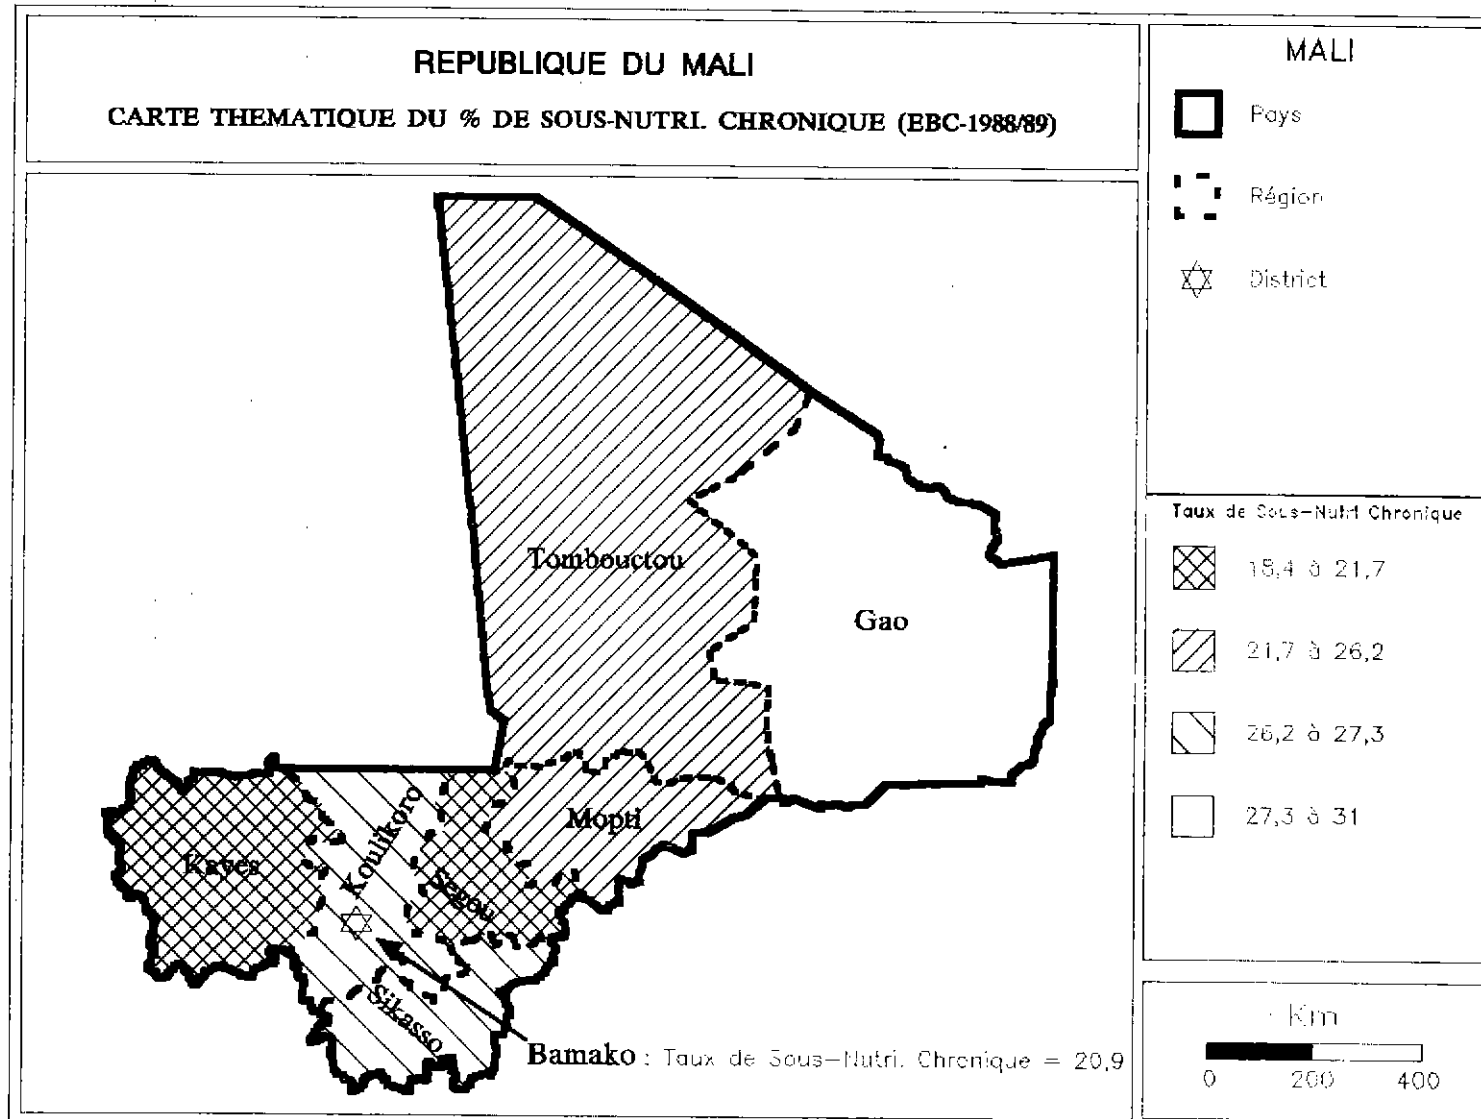 REPUBLIQUE DU MALI
CARTE THEMATIQUE DU % DE SOUS-NUTRI. CHRONIQUE (EBC-1988/89)
MALI
Pays
Région
District
Taux de Sous-Nutri Chronique
18,4 à 21,7
21,7 à 26,2
26,2 à 27,3
27,3 à 31
Km
0 200 400
Tombouctou
Gao
Mopti
Koulikoro
Kayes
Segou
Sikasso
Bamako : Taux de Sous-Nutri. Chronique = 20,9